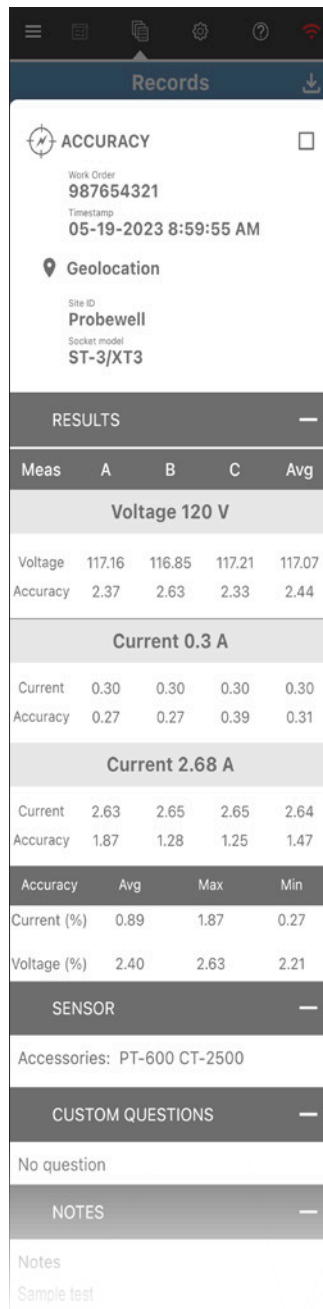 Records
ACCURACY
Work Order
987654321
Timestamp
05-19-2023 8:59:55 AM
Geolocation
Site ID
Probewell
Socket model
ST-3/XT3
RESULTS
Meas A B C Avg
Voltage 120 V
Voltage 117.16 116.85 117.21 117.07
Accuracy 2.37 2.63 2.33 2.44
Current 0.3 A
Current 0.30 0.30 0.30 0.30
Accuracy 0.27 0.27 0.39 0.31
Current 2.68 A
Current 2.63 2.65 2.65 2.64
Accuracy 1.87 1.28 1.25 1.47
Accuracy Avg Max Min
Current (%) 0.89 1.87 0.27
Voltage (%) 2.40 2.63 2.21
SENSOR
Accessories: PT-600 CT-2500
CUSTOM QUESTIONS
No question
NOTES
Notes
Sample test